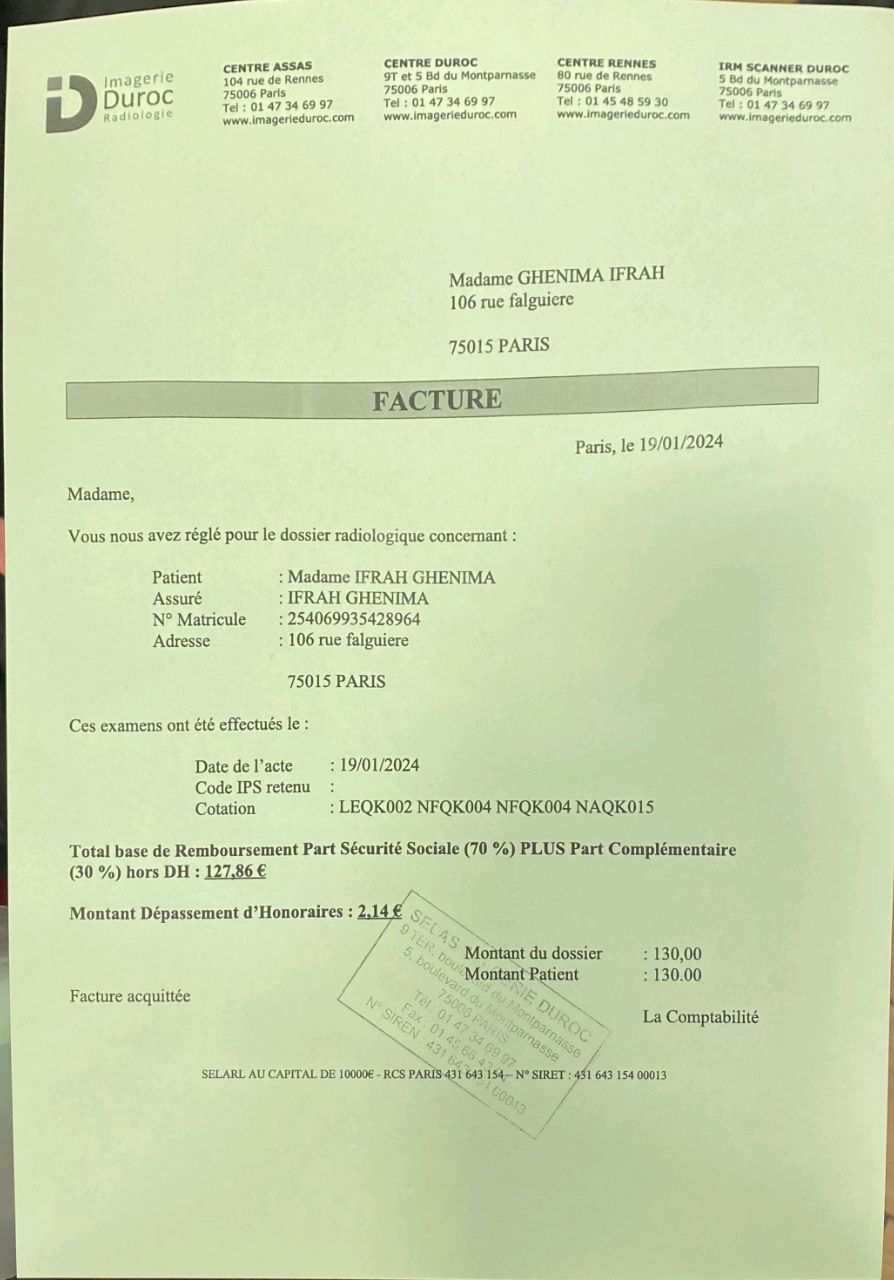 Imagerie
Duroc
Radiologie
CENTRE ASSAS
104 rue de Rennes
75006 Paris
Tel : 01 47 34 69 97
www.imagerieduroc.com
CENTRE DUROC
9T et 5 Bd du Montparnasse
75006 Paris
Tel : 01 47 34 69 97
www.imagerieduroc.com
CENTRE RENNES
80 rue de Rennes
75006 Paris
Tel : 01 45 48 59 30
www.imagerieduroc.com
IRM SCANNER DUROC
5 Bd du Montparnasse
75006 Paris
Tel : 01 47 34 69 97
www.imagerieduroc.com
Madame GHENIMA IFRAH
106 rue falguiere
75015 PARIS
FACTURE
Paris, le 19/01/2024
Madame,
Vous nous avez réglé pour le dossier radiologique concernant :
Patient : Madame IFRAH GHENIMA
Assuré : IFRAH GHENIMA
N° Matricule : 254069935428964
Adresse : 106 rue falguiere
75015 PARIS
Ces examens ont été effectués le :
Date de l'acte : 19/01/2024
Code IPS retenu :
Cotation : LEQK002 NFQK004 NFQK004 NAQK015
Total base de Remboursement Part Sécurité Sociale (70 %) PLUS Part Complémentaire
(30 %) hors DH : 127,86 €
Montant Dépassement d'Honoraires : 2,14 €
Montant du dossier : 130,00
Montant Patient : 130.00
Facture acquittée
La Comptabilité
SELAS DUROC
9 TER, boulevard du Montparnasse
5, boulevard du Montparnasse
75006 PARIS
Tél : 01 47 34 69 97
Fax : 01 45 66
N° SIREN : 431 00013
SELARL AU CAPITAL DE 10000€ - RCS PARIS 431 643 154 – N° SIRET : 431 643 154 00013